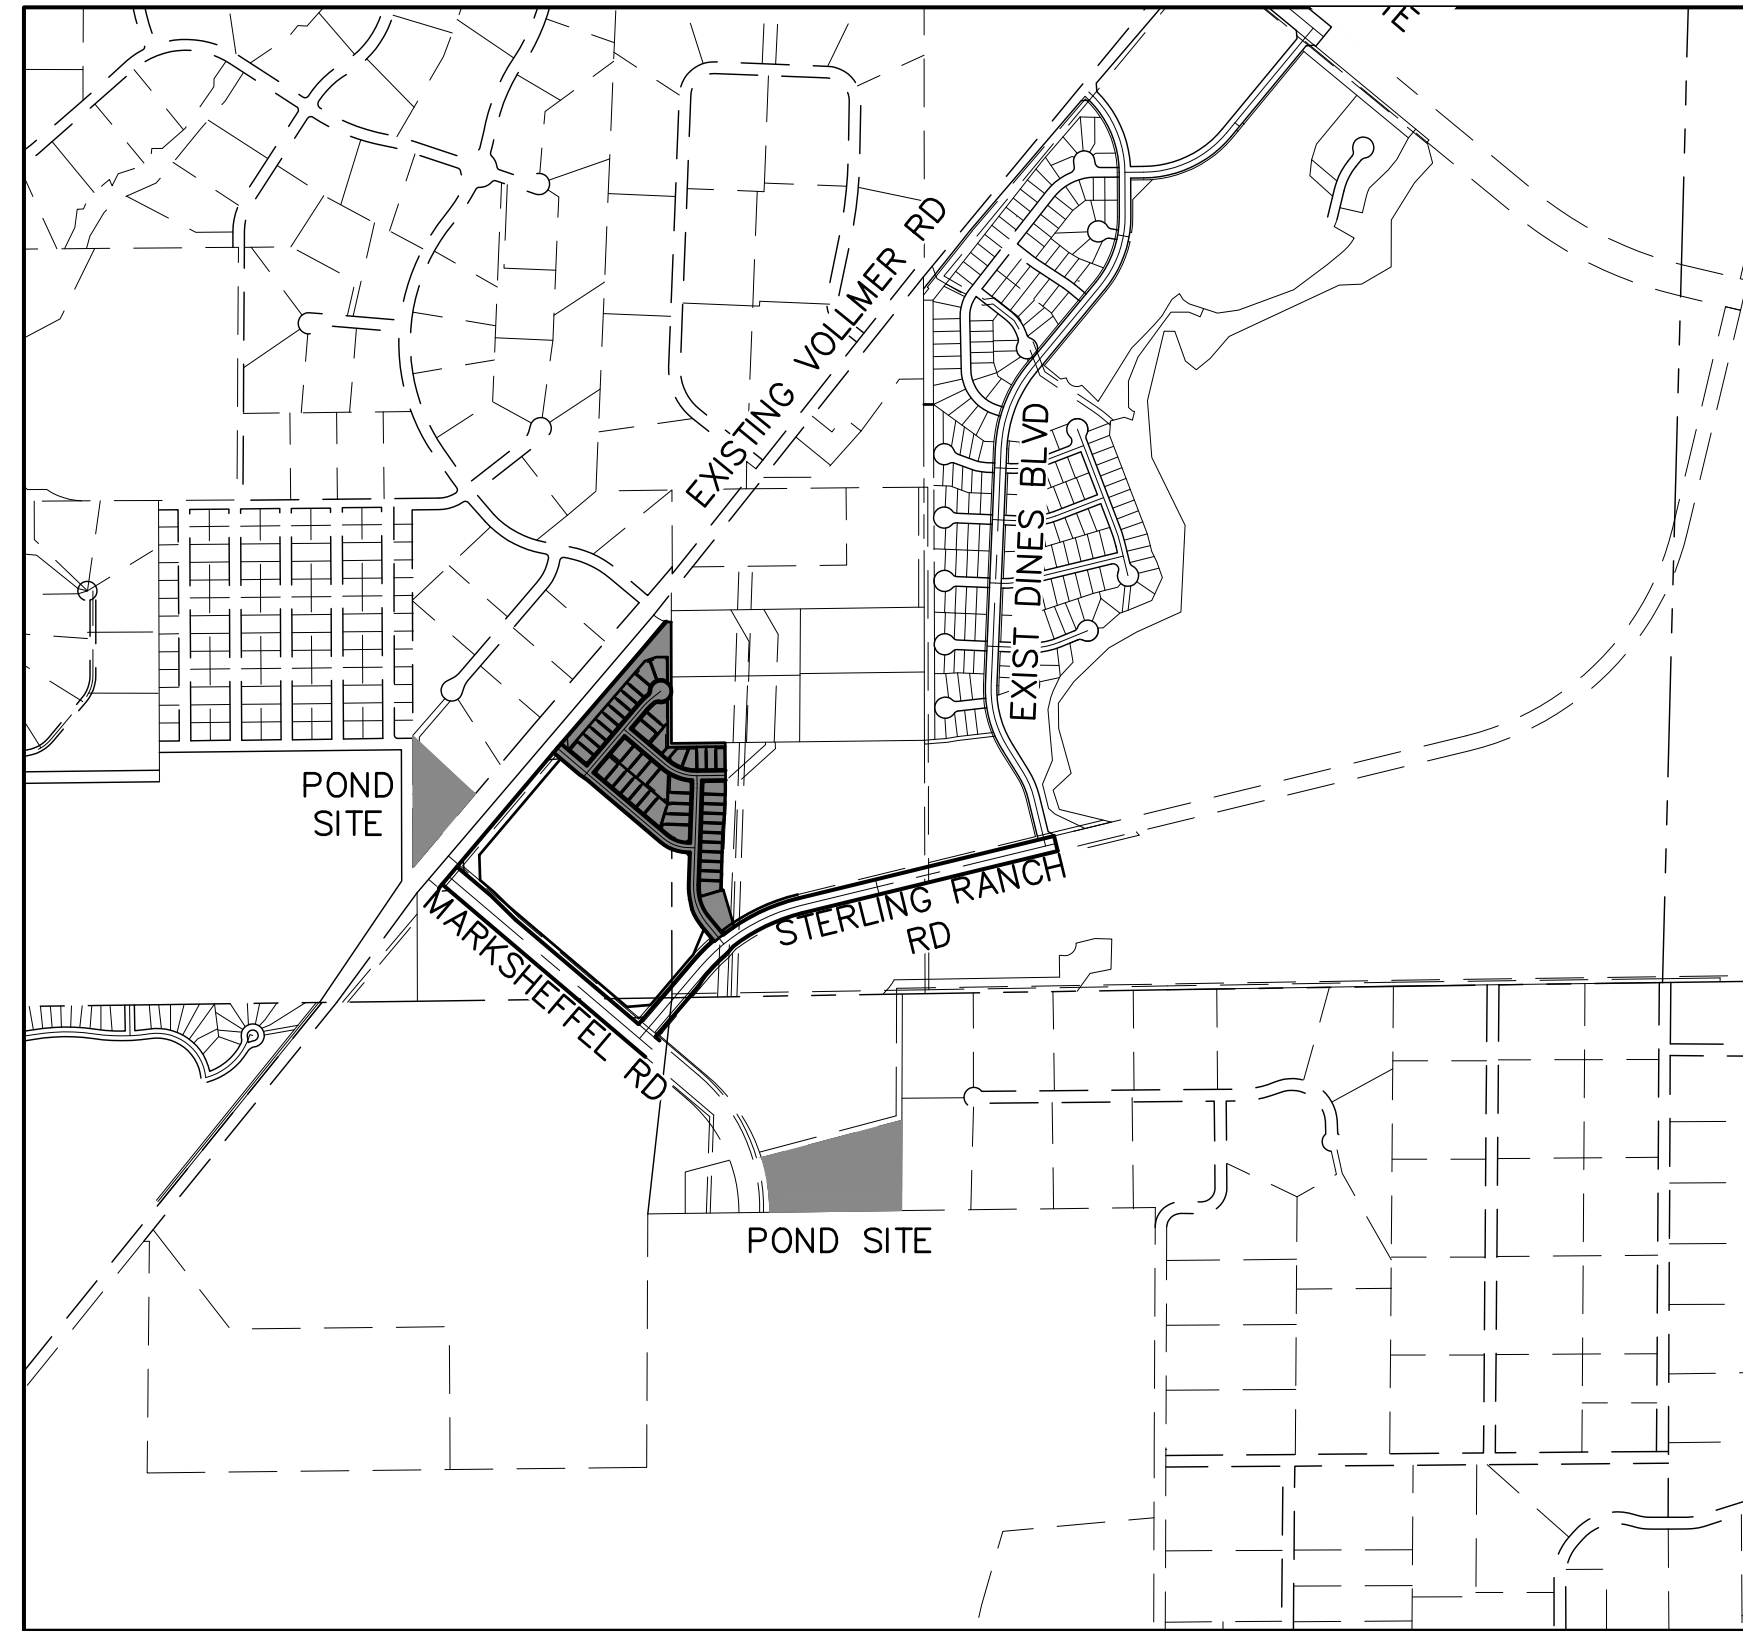 EXISTING VOLLMER RD
EXIST DINES BLVD
POND
SITE
STERLING RANCH
RD
MARKSHEFFEL RD
POND SITE